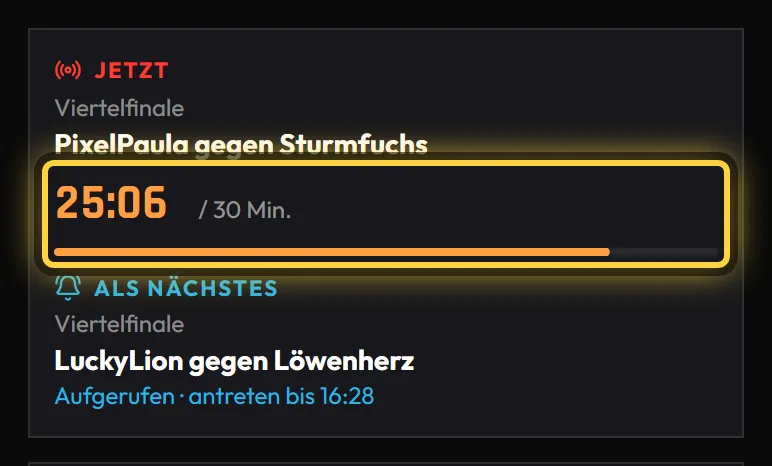 JETZT
Viertelfinale
PixelPaula gegen Sturmfuchs
25:06 / 30 Min.
ALS NÄCHSTES
Viertelfinale
LuckyLion gegen Löwenherz
Aufgerufen · antreten bis 16:28